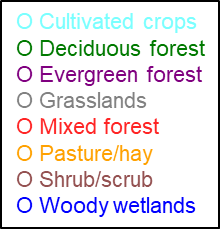 O Cultivated crops
O Deciduous forest
O Evergreen forest
O Grasslands
O Mixed forest
O Pasture/hay
O Shrub/scrub
O Woody wetlands